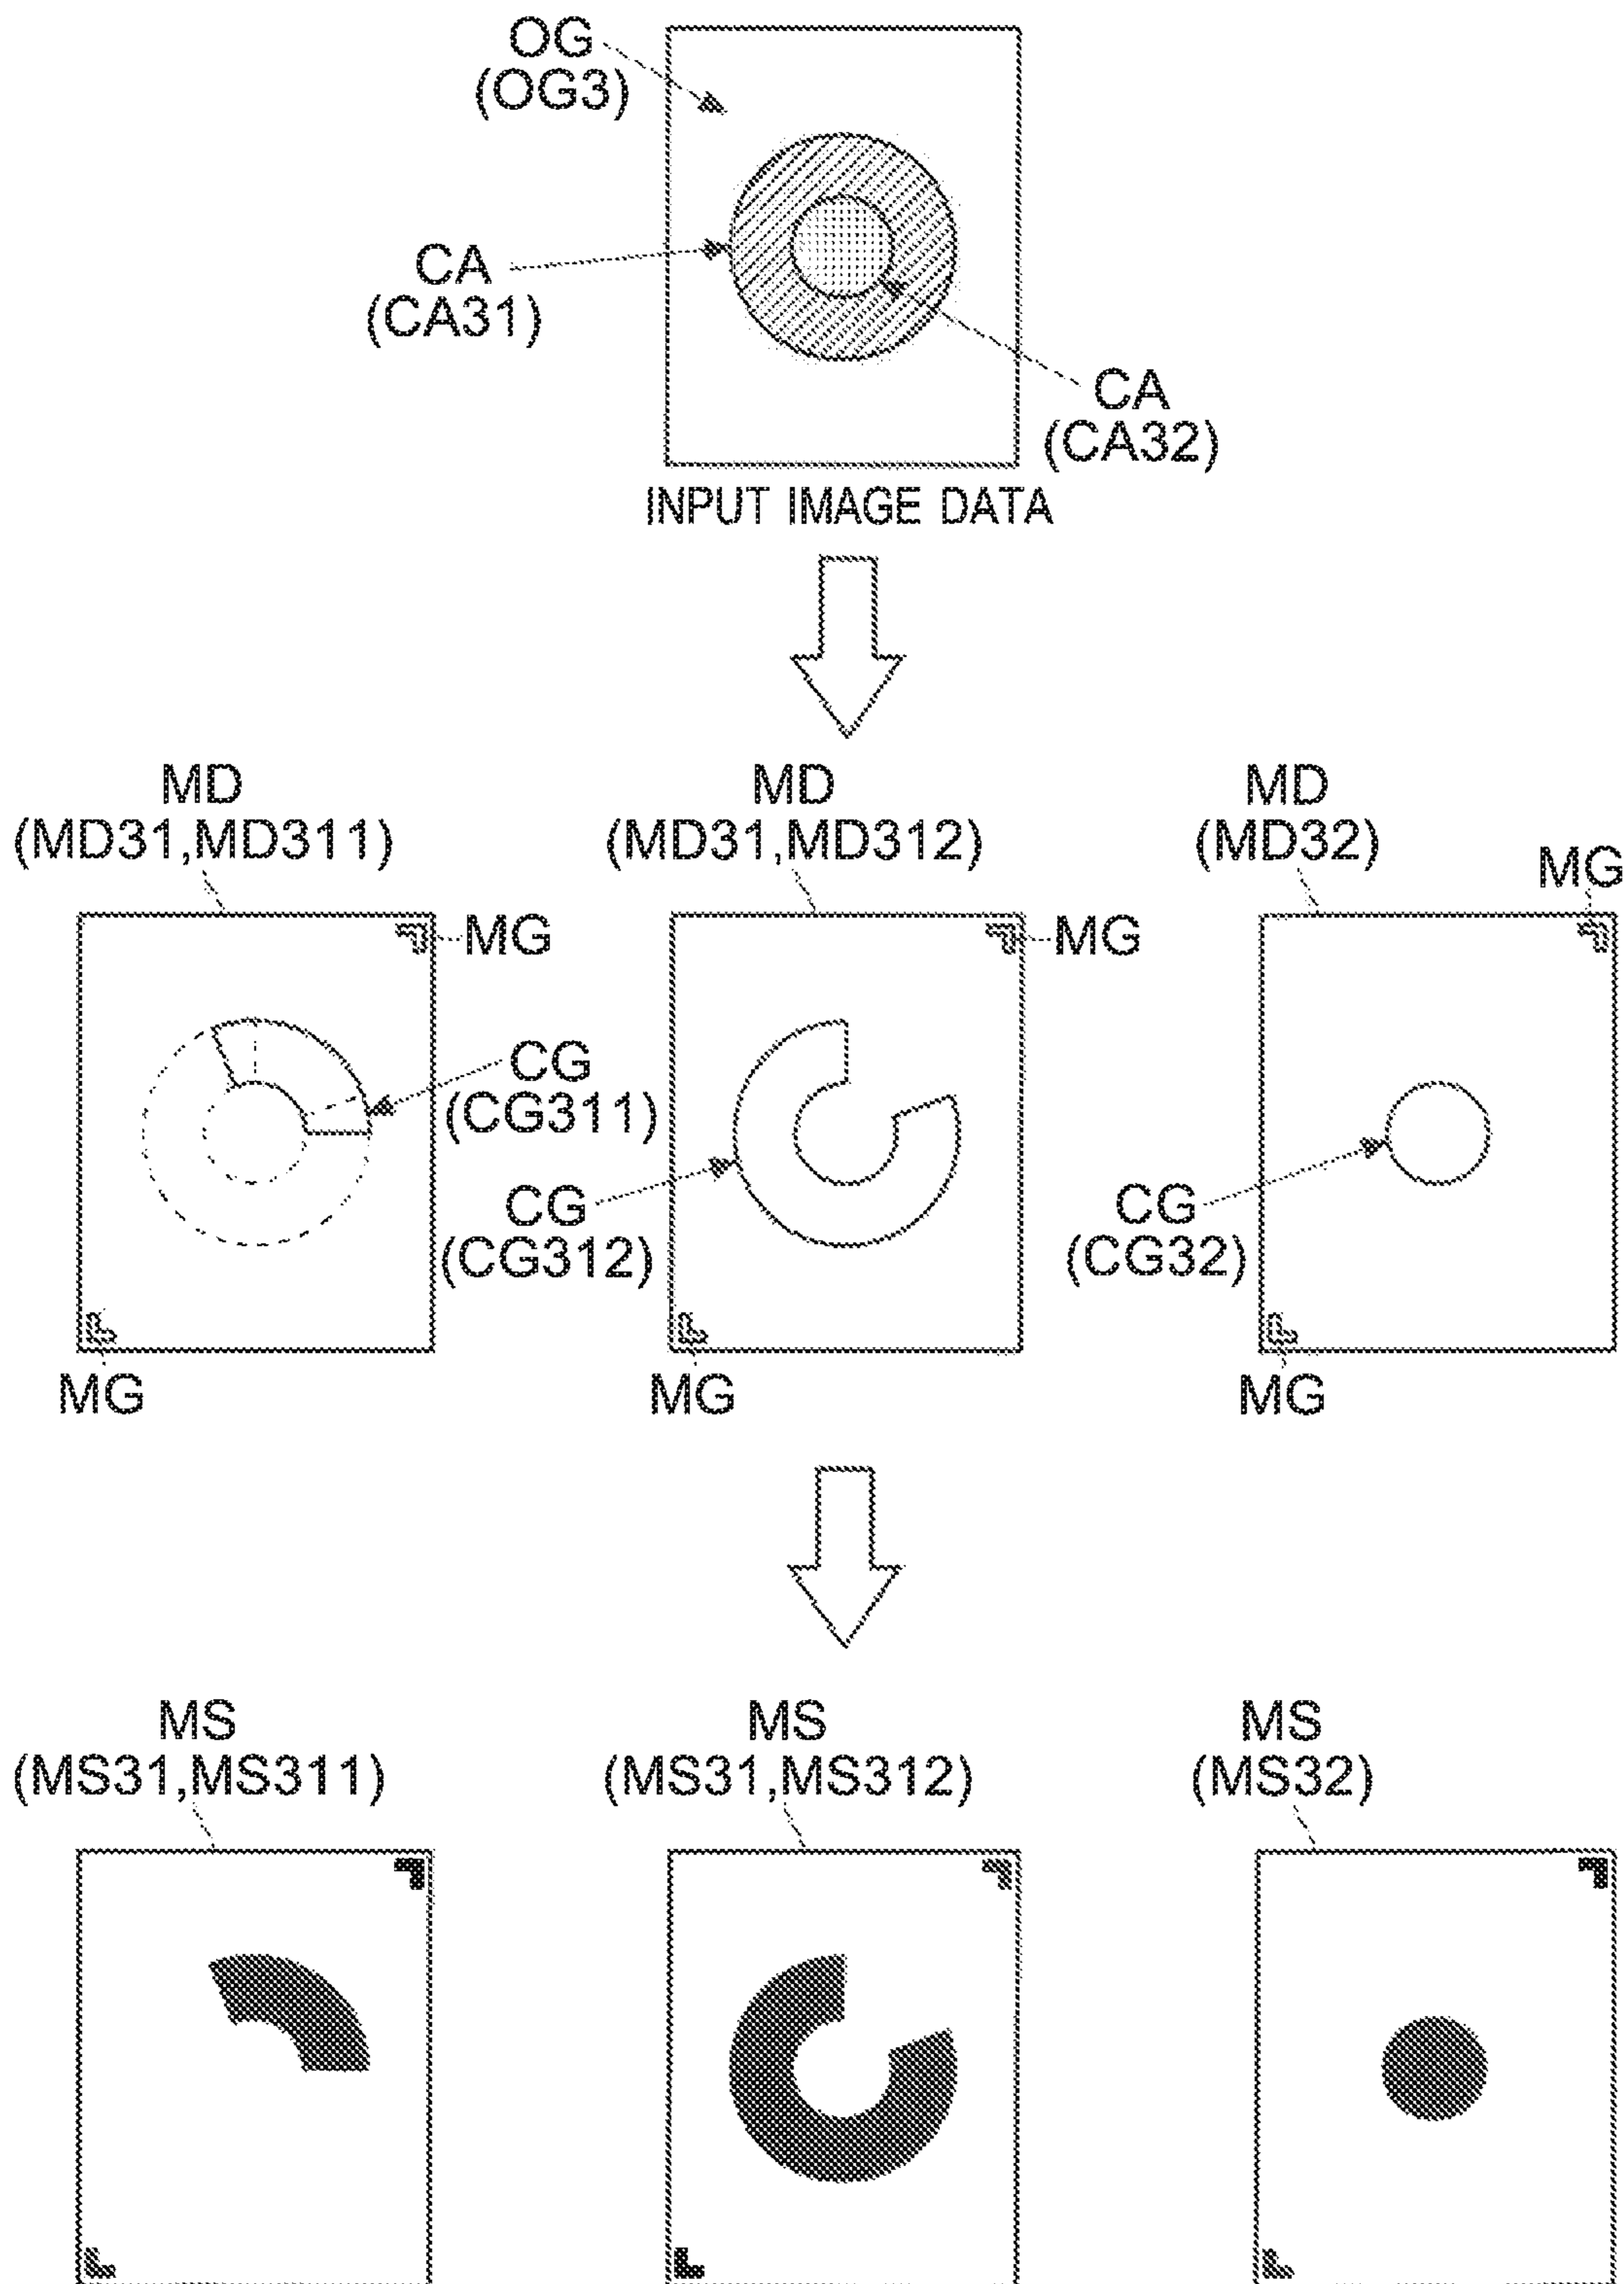 OG
(OG3)
CA
(CA31)
CA
(CA32)
INPUT IMAGE DATA
MD
(MD31,MD311)
MD
(MD31,MD312)
MD
(MD32)
MG
MG
MG
CG
(CG311)
CG
(CG312)
CG
(CG32)
MG
MG
MG
MS
(MS31,MS311)
MS
(MS31,MS312)
MS
(MS32)